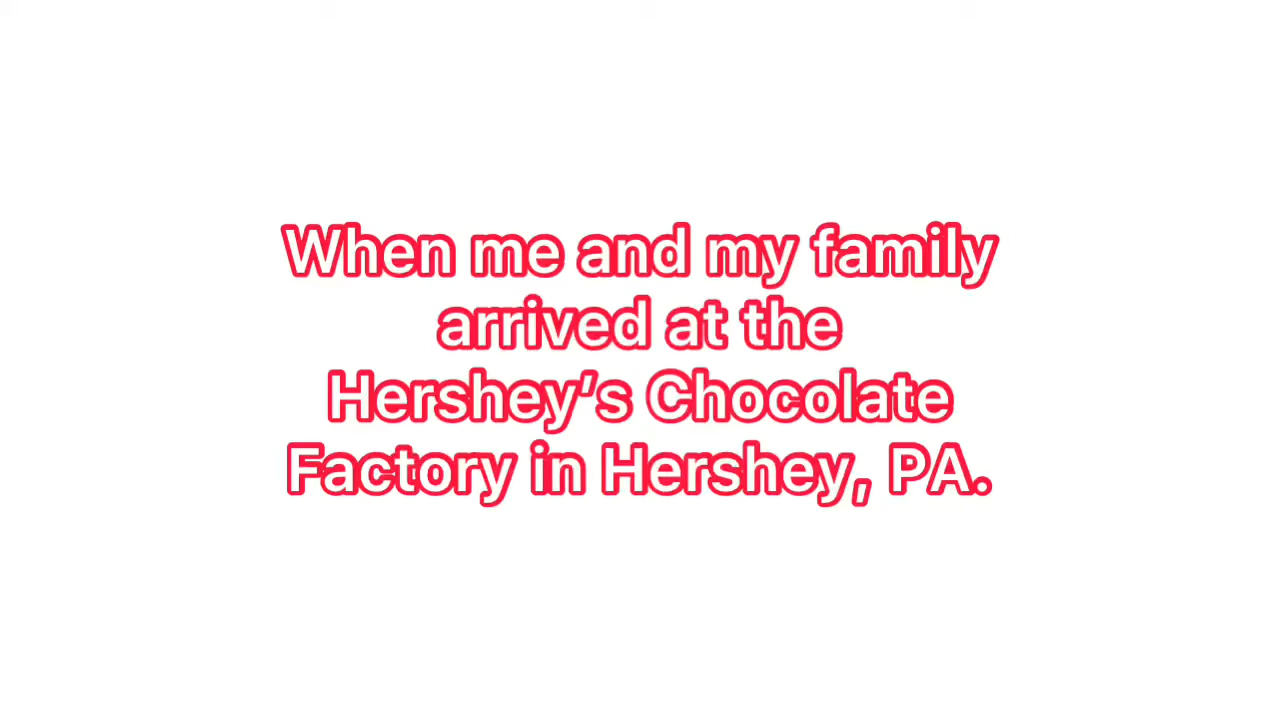 When me and my family
arrived at the
Hershey’s Chocolate
Factory in Hershey, PA.